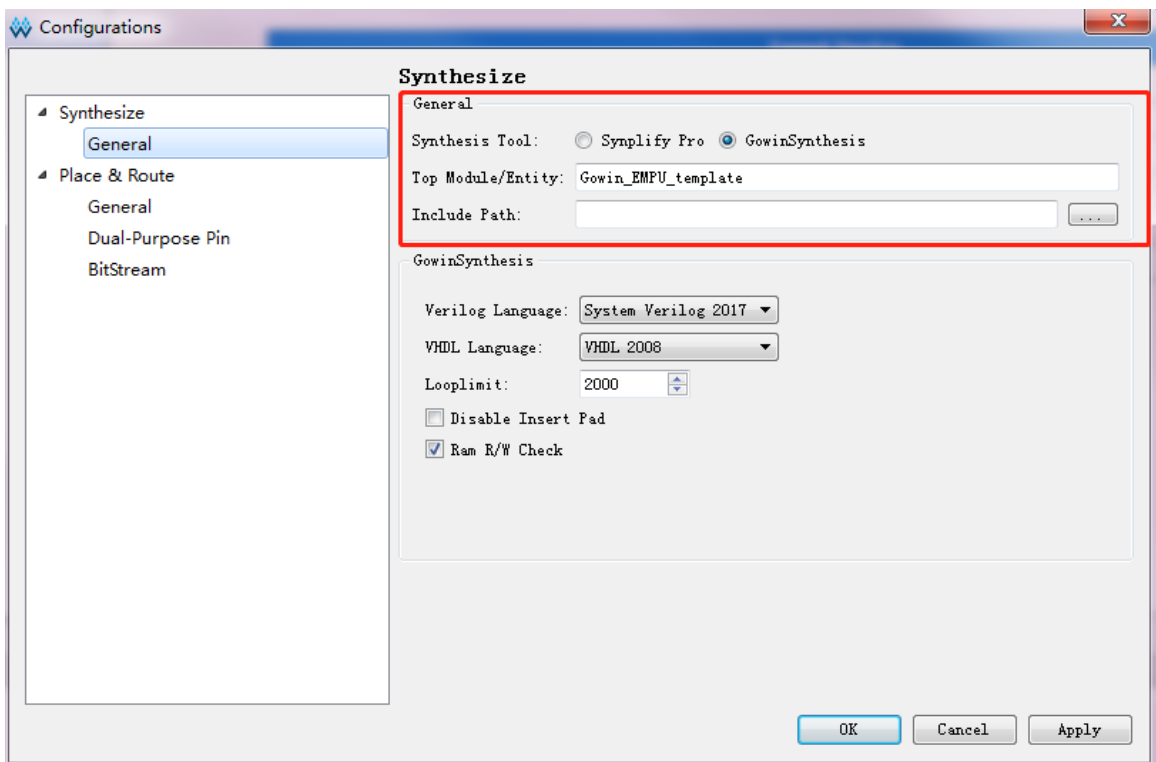 Configurations
Synthesize
Synthesize
General
Place & Route
General
Dual-Purpose Pin
BitStream
General
Synthesis Tool: Synplify Pro GowinSynthesis
Top Module/Entity: Gowin_EMPU_template
Include Path: ...
GowinSynthesis
Verilog Language: System Verilog 2017
VHDL Language: VHDL 2008
Looplimit: 2000
Disable Insert Pad
Ram R/W Check
OK Cancel Apply